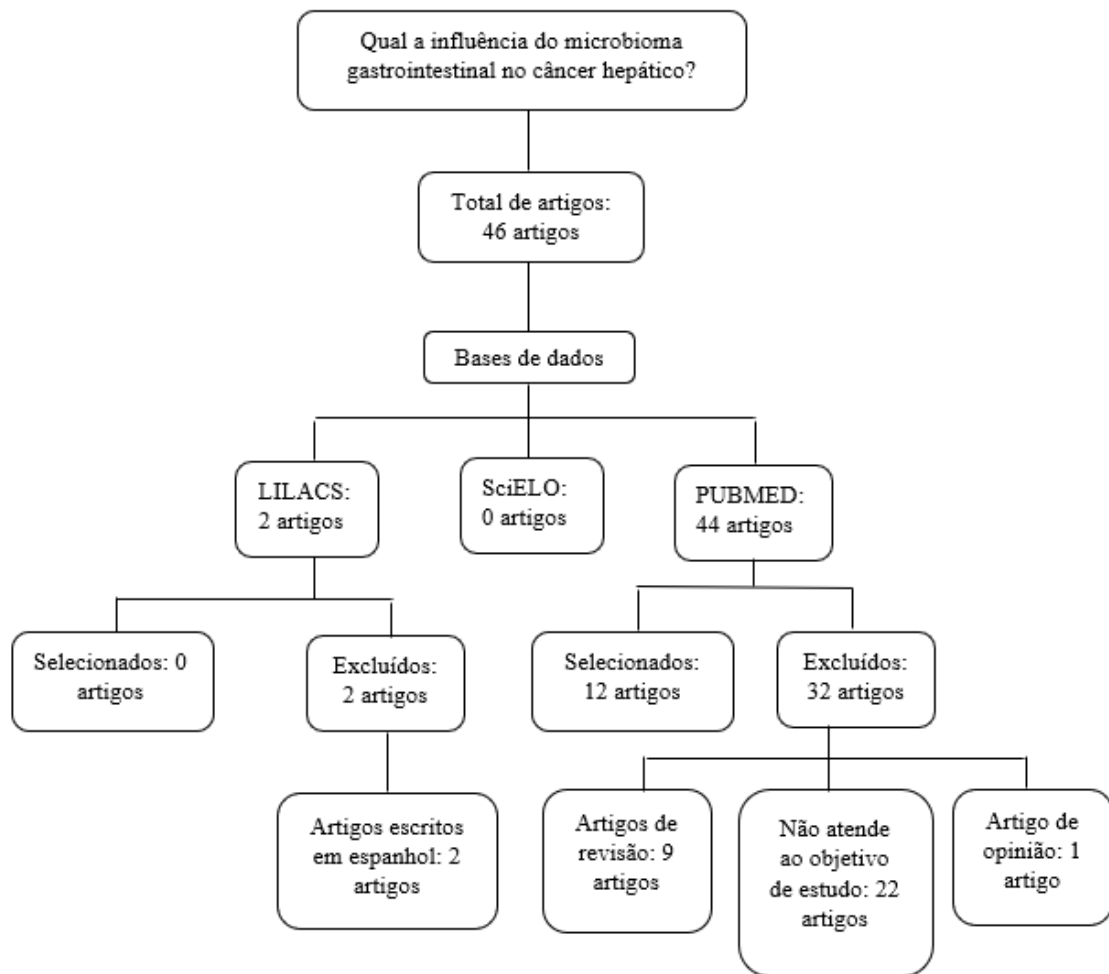 Qual a influência do microbioma
gastrointestinal no câncer hepático?
Total de artigos:
46 artigos
Bases de dados
LILACS:
2 artigos
SciELO:
0 artigos
PUBMED:
44 artigos
Selecionados: 0
artigos
Excluídos:
2 artigos
Selecionados:
12 artigos
Excluídos:
32 artigos
Artigos escritos
em espanhol: 2
artigos
Artigos de
revisão: 9
artigos
Não atende
ao objetivo
de estudo: 22
artigos
Artigo de
opinião: 1
artigo